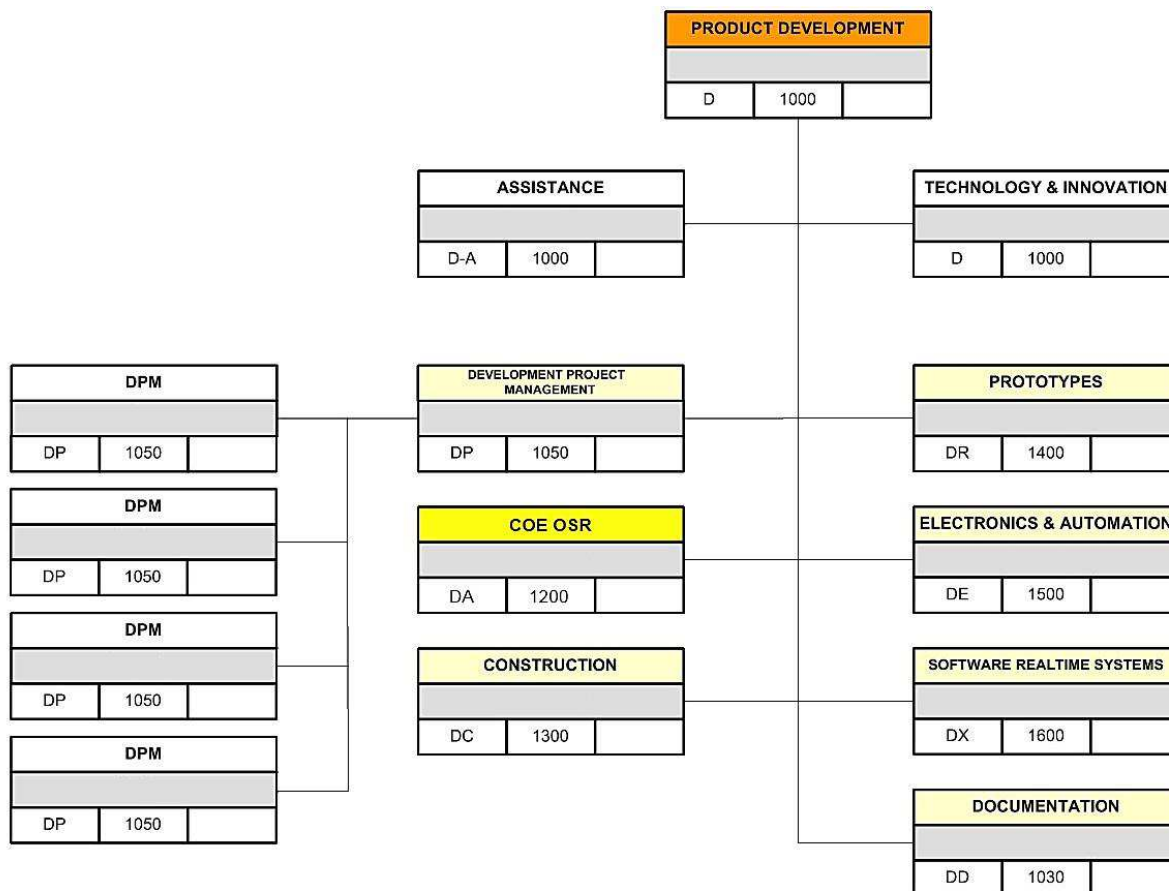 PRODUCT DEVELOPMENT
D 1000
ASSISTANCE
D-A 1000
TECHNOLOGY & INNOVATION
D 1000
DPM
DP 1050
DEVELOPMENT PROJECT
MANAGEMENT
DP 1050
PROTOTYPES
DR 1400
DPM
DP 1050
COE OSR
DA 1200
ELECTRONICS & AUTOMATION
DE 1500
DPM
DP 1050
CONSTRUCTION
DC 1300
SOFTWARE REALTIME SYSTEMS
DX 1600
DPM
DP 1050
DOCUMENTATION
DD 1030